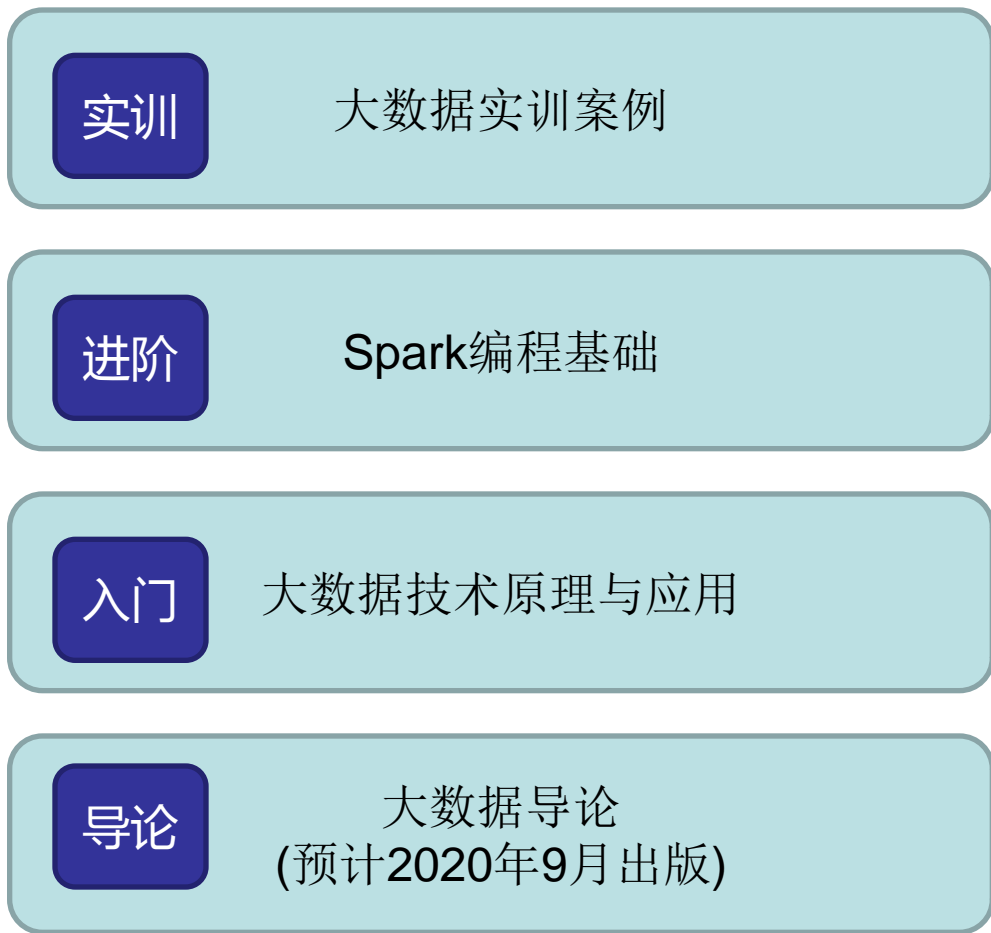 实训
大数据实训案例
进阶
Spark编程基础
入门
大数据技术原理与应用
导论
大数据导论
(预计2020年9月出版)